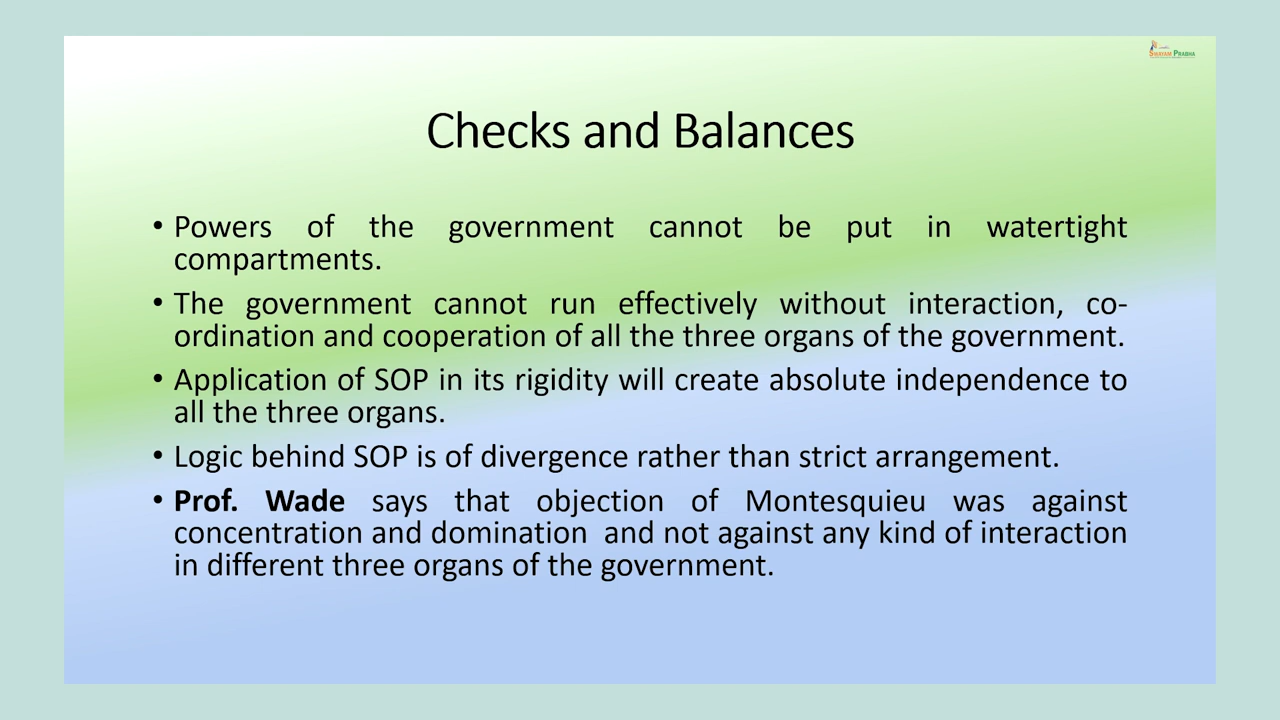 SWAYAM PRABHA
Checks and Balances
• Powers of the government cannot be put in watertight
compartments.
• The government cannot run effectively without interaction, co-
ordination and cooperation of all the three organs of the government.
• Application of SOP in its rigidity will create absolute independence to
all the three organs.
• Logic behind SOP is of divergence rather than strict arrangement.
• Prof. Wade says that objection of Montesquieu was against
concentration and domination and not against any kind of interaction
in different three organs of the government.